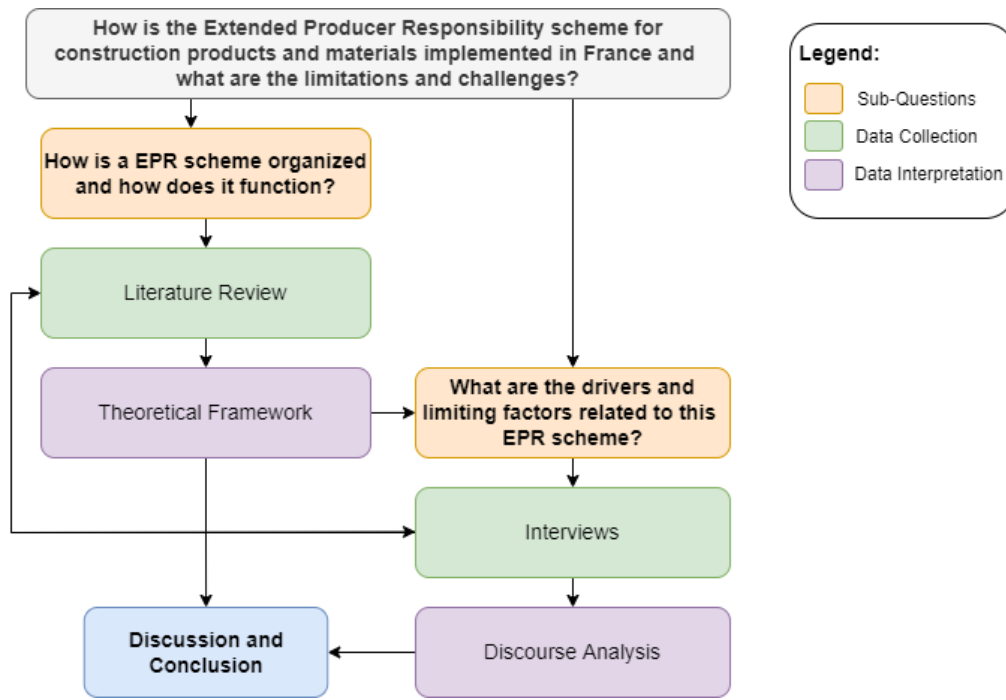 How is the Extended Producer Responsibility scheme for
construction products and materials implemented in France and
what are the limitations and challenges?
Legend:
Sub-Questions
Data Collection
Data Interpretation
How is a EPR scheme organized
and how does it function?
Literature Review
Theoretical Framework
What are the drivers and
limiting factors related to this
EPR scheme?
Interviews
Discourse Analysis
Discussion and
Conclusion